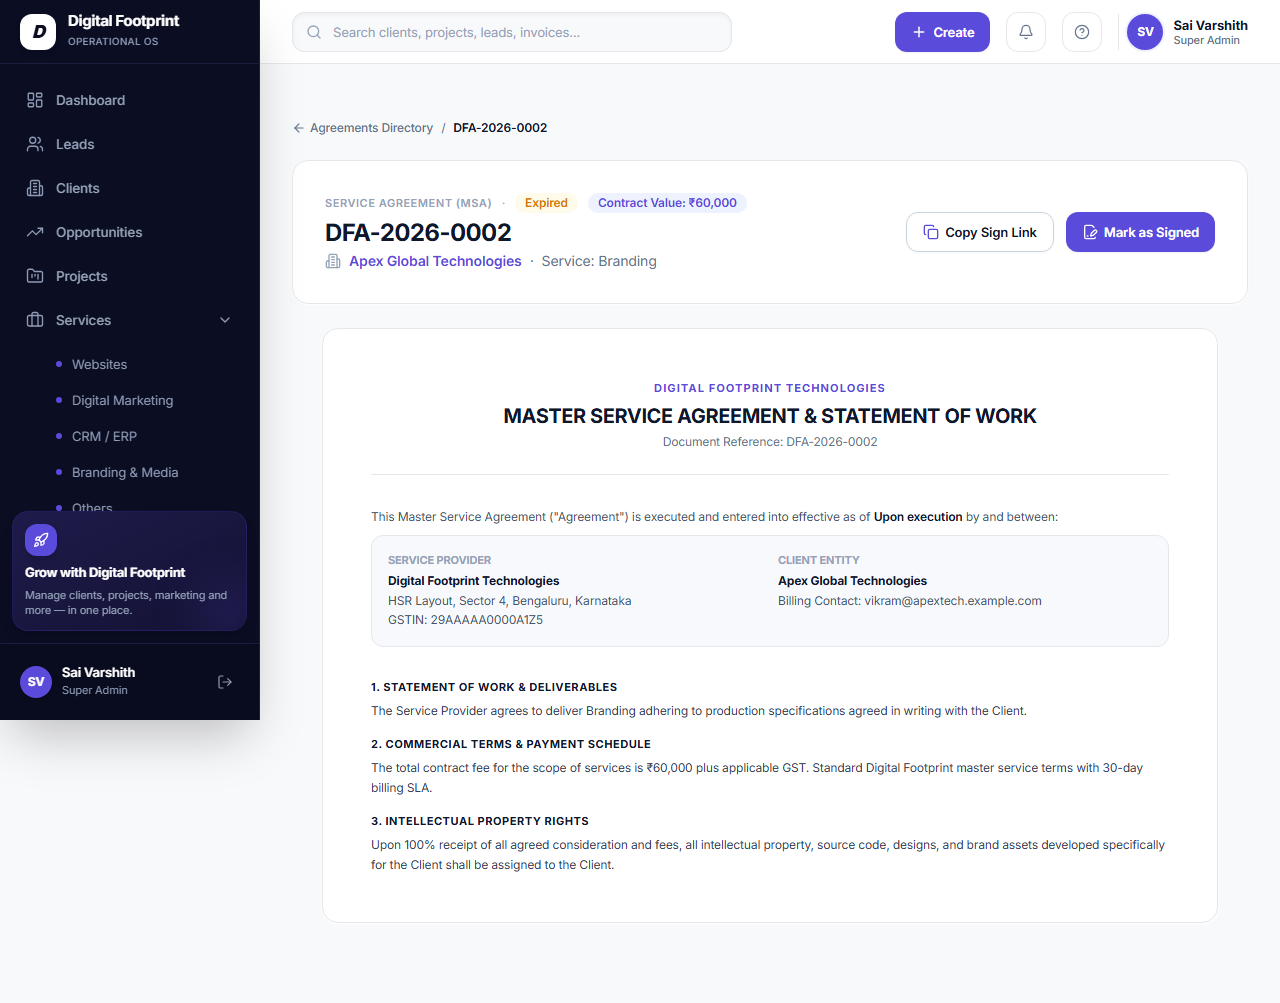 D
Digital Footprint
OPERATIONAL OS
Search clients, projects, leads, invoices...
Create
SV
Sai Varshith
Super Admin
Dashboard
Leads
Clients
Opportunities
Projects
Services
Websites
Digital Marketing
CRM / ERP
Branding & Media
Others
Grow with Digital Footprint
Manage clients, projects, marketing and
more — in one place.
SV
Sai Varshith
Super Admin
Agreements Directory / DFA-2026-0002
SERVICE AGREEMENT (MSA) · Expired Contract Value: ₹60,000
DFA-2026-0002
Apex Global Technologies · Service: Branding
Copy Sign Link
Mark as Signed
DIGITAL FOOTPRINT TECHNOLOGIES
MASTER SERVICE AGREEMENT & STATEMENT OF WORK
Document Reference: DFA-2026-0002
This Master Service Agreement ("Agreement") is executed and entered into effective as of Upon execution by and between:
SERVICE PROVIDER
Digital Footprint Technologies
HSR Layout, Sector 4, Bengaluru, Karnataka
GSTIN: 29AAAAA0000A1Z5
CLIENT ENTITY
Apex Global Technologies
Billing Contact: vikram@apextech.example.com
1. STATEMENT OF WORK & DELIVERABLES
The Service Provider agrees to deliver Branding adhering to production specifications agreed in writing with the Client.
2. COMMERCIAL TERMS & PAYMENT SCHEDULE
The total contract fee for the scope of services is ₹60,000 plus applicable GST. Standard Digital Footprint master service terms with 30-day
billing SLA.
3. INTELLECTUAL PROPERTY RIGHTS
Upon 100% receipt of all agreed consideration and fees, all intellectual property, source code, designs, and brand assets developed specifically
for the Client shall be assigned to the Client.